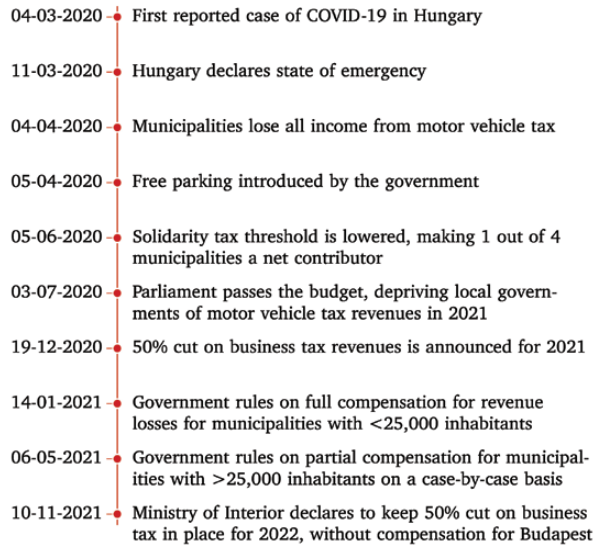 04-03-2020 First reported case of COVID-19 in Hungary
11-03-2020 Hungary declares state of emergency
04-04-2020 Municipalities lose all income from motor vehicle tax
05-04-2020 Free parking introduced by the government
05-06-2020 Solidarity tax threshold is lowered, making 1 out of 4
municipalities a net contributor
03-07-2020 Parliament passes the budget, depriving local govern-
ments of motor vehicle tax revenues in 2021
19-12-2020 50% cut on business tax revenues is announced for 2021
14-01-2021 Government rules on full compensation for revenue
losses for municipalities with <25,000 inhabitants
06-05-2021 Government rules on partial compensation for municipal-
ities with >25,000 inhabitants on a case-by-case basis
10-11-2021 Ministry of Interior declares to keep 50% cut on business
tax in place for 2022, without compensation for Budapest